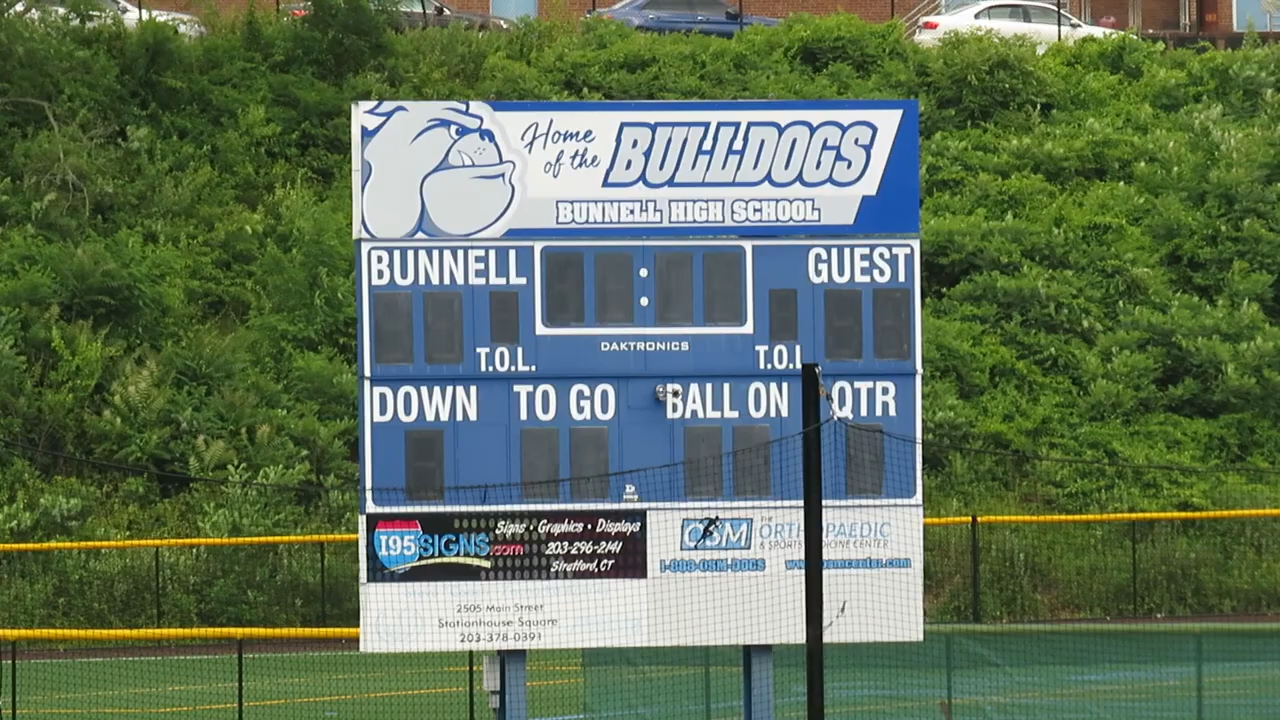 Home
of the
BULLDOGS
BUNNELL HIGH SCHOOL
BUNNELL
GUEST
T.O.L.
DAKTRONICS
T.O.L
DOWN TO GO BALL ON QTR
I95 SIGNS.com
Signs • Graphics • Displays
203-296-2141
Stratford, CT
OSM
THE
ORTHOPAEDIC
& SPORTS MEDICINE CENTER
1-888-OSM-DOCS
www.osmcenter.com
2505 Main Street
Stationhouse Square
203-378-0391